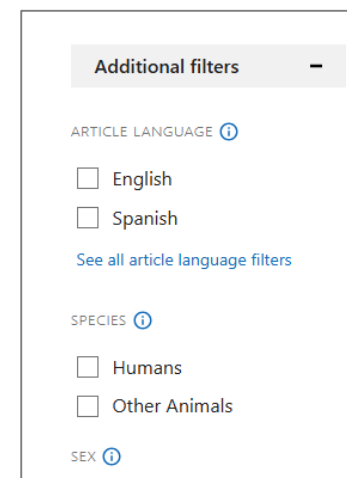 Additional filters
ARTICLE LANGUAGE
English
Spanish
See all article language filters
SPECIES
Humans
Other Animals
SEX